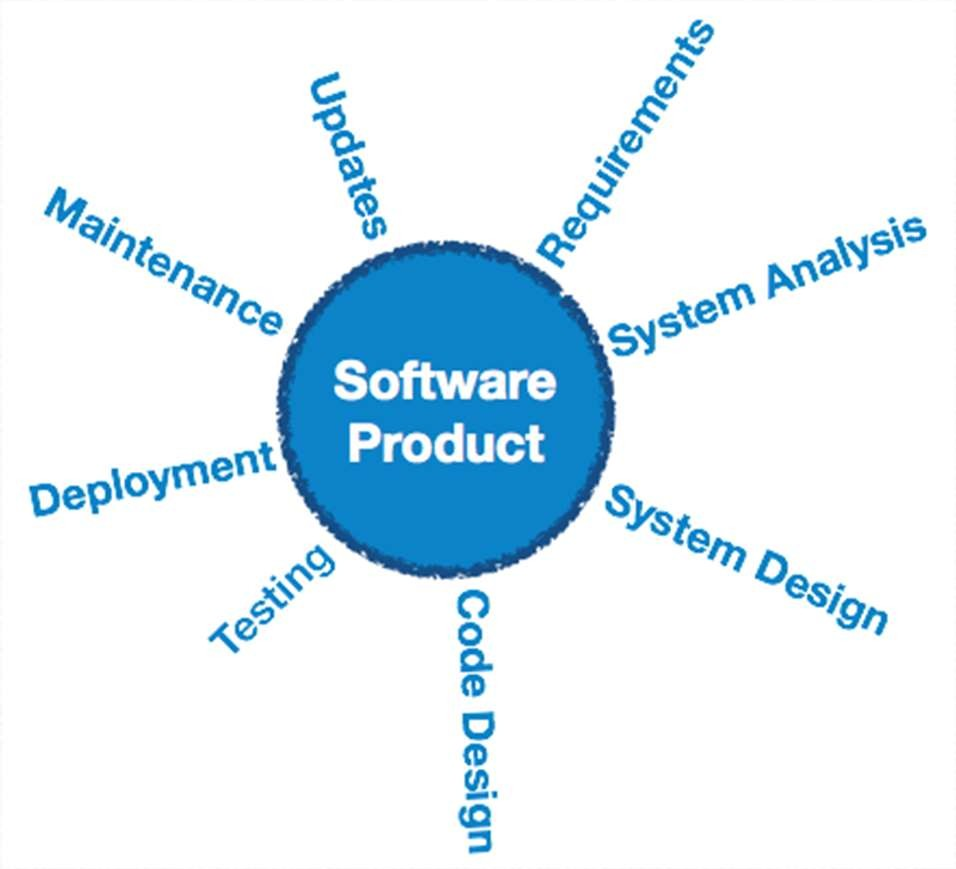 Software
Product
Requirements
System Analysis
System Design
Code Design
Testing
Deployment
Maintenance
Updates